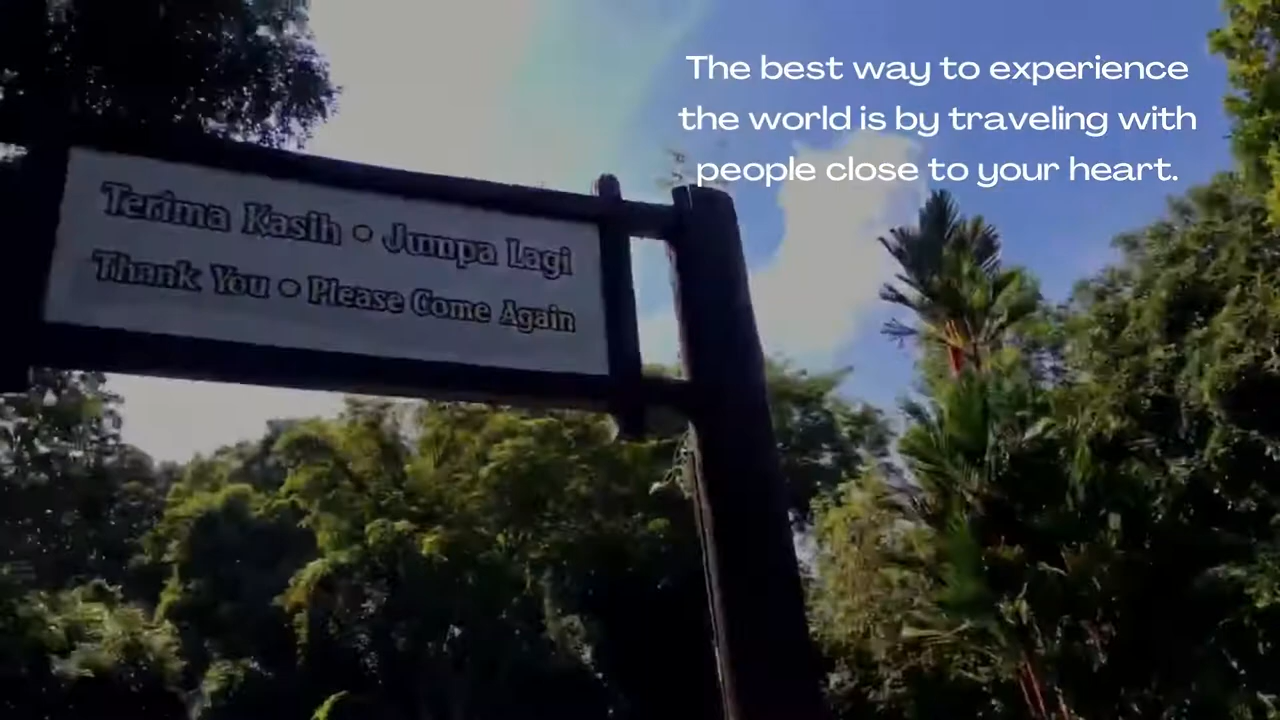 The best way to experience
the world is by traveling with
people close to your heart.
Terima Kasih • Jumpa Lagi
Thank You • Please Come Again